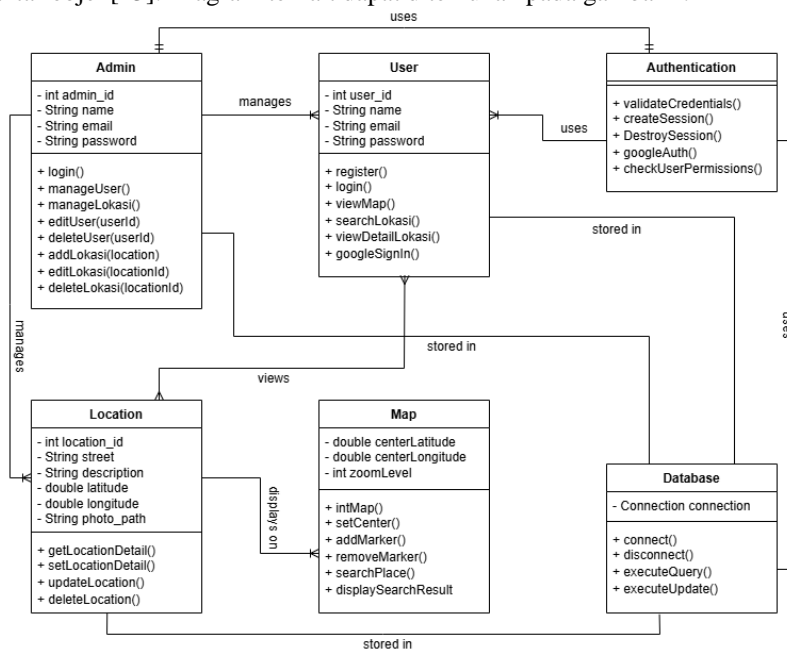 uses
Admin
- int admin_id
- String name
- String email
- String password
+ login()
+ manageUser()
+ manageLokasi()
+ editUser(userId)
+ deleteUser(userId)
+ addLokasi(location)
+ editLokasi(locationId)
+ deleteLokasi(locationId)
manages
User
- int user_id
- String name
- String email
- String password
+ register()
+ login()
+ viewMap()
+ searchLokasi()
+ viewDetailLokasi()
+ googleSignIn()
uses
Authentication
+ validateCredentials()
+ createSession()
+ DestroySession()
+ googleAuth()
+ checkUserPermissions()
stored in
manages
stored in
views
Location
- int location_id
- String street
- String description
- double latitude
- double longitude
- String photo_path
+ getLocationDetail()
+ setLocationDetail()
+ updateLocation()
+ deleteLocation()
displays on
Map
- double centerLatitude
- double centerLongitude
- int zoomLevel
+ intMap()
+ setCenter()
+ addMarker()
+ removeMarker()
+ searchPlace()
+ displaySearchResult
Database
- Connection connection
+ connect()
+ disconnect()
+ executeQuery()
+ executeUpdate()
stored in